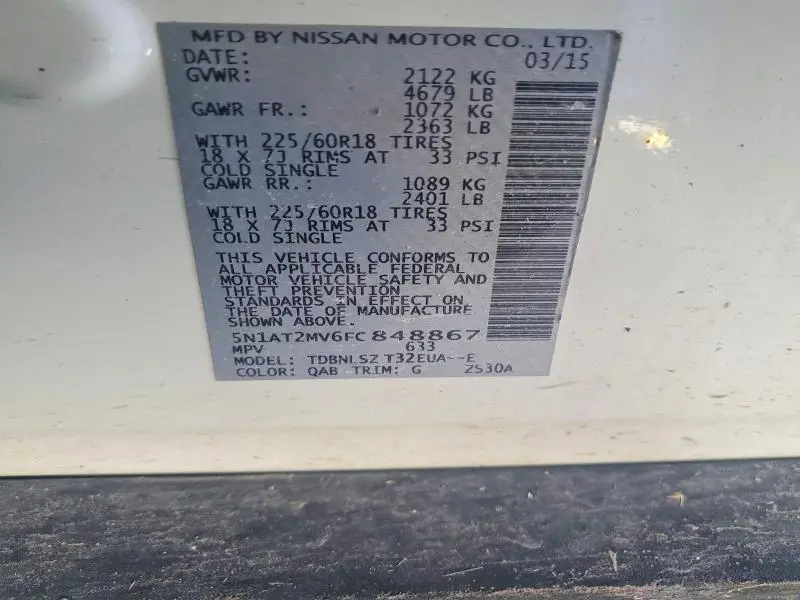 MFD BY NISSAN MOTOR CO., LTD.
DATE: 03/15
GVWR: 2122 KG
4679 LB
GAWR FR.: 1072 KG
2363 LB
WITH 225/60R18 TIRES
18 X 7J RIMS AT 33 PSI
COLD SINGLE
GAWR RR.: 1089 KG
2401 LB
WITH 225/60R18 TIRES
18 X 7J RIMS AT 33 PSI
COLD SINGLE
THIS VEHICLE CONFORMS TO
ALL APPLICABLE FEDERAL
MOTOR VEHICLE SAFETY AND
THEFT PREVENTION
STANDARDS IN EFFECT ON
THE DATE OF MANUFACTURE
SHOWN ABOVE.
5N1AT2MV6FC848867
MPV 633
MODEL: TDBNLSZ T32EUA--E
COLOR: QAB TRIM: G ZS30A